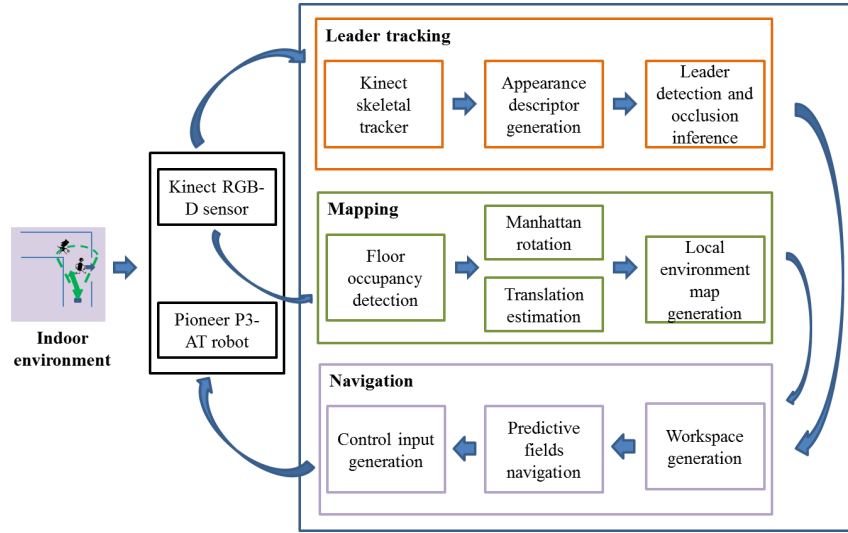 Indoor
environment
Kinect RGB-
D sensor
Pioneer P3-
AT robot
Leader tracking
Kinect
skeletal
tracker
Appearance
descriptor
generation
Leader
detection and
occlusion
inference
Mapping
Floor
occupancy
detection
Manhattan
rotation
Translation
estimation
Local
environment
map
generation
Navigation
Control input
generation
Predictive
fields
navigation
Workspace
generation